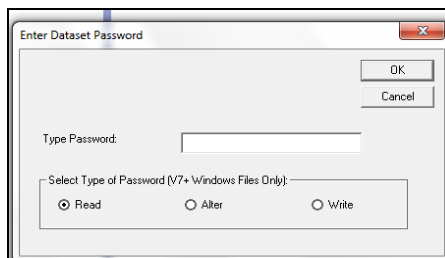 Enter Dataset Password
OK
Cancel
Type Password:
Select Type of Password (V7+ Windows Files Only):
Read Alter Write